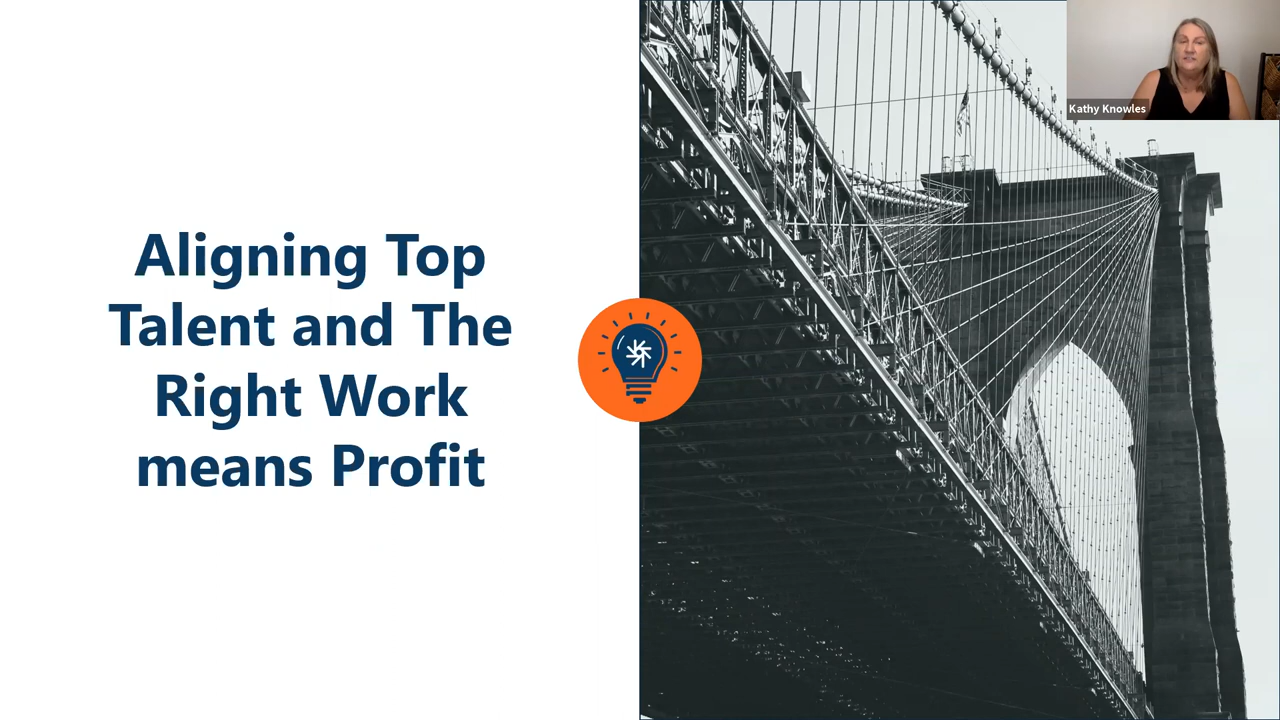 Aligning Top
Talent and The
Right Work
means Profit
Kathy Knowles